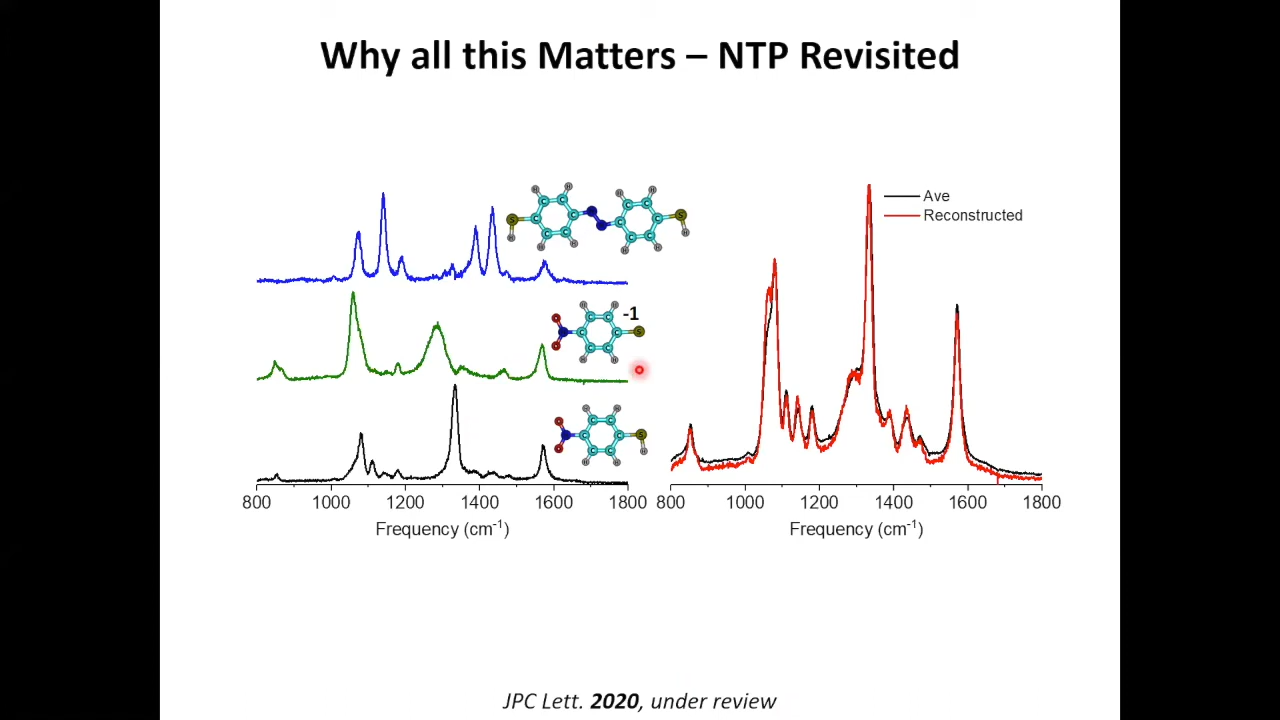 Why all this Matters – NTP Revisited
-1
800 1000 1200 1400 1600 1800
Frequency (cm-1)
Ave
Reconstructed
800 1000 1200 1400 1600 1800
Frequency (cm-1)
JPC Lett. 2020, under review